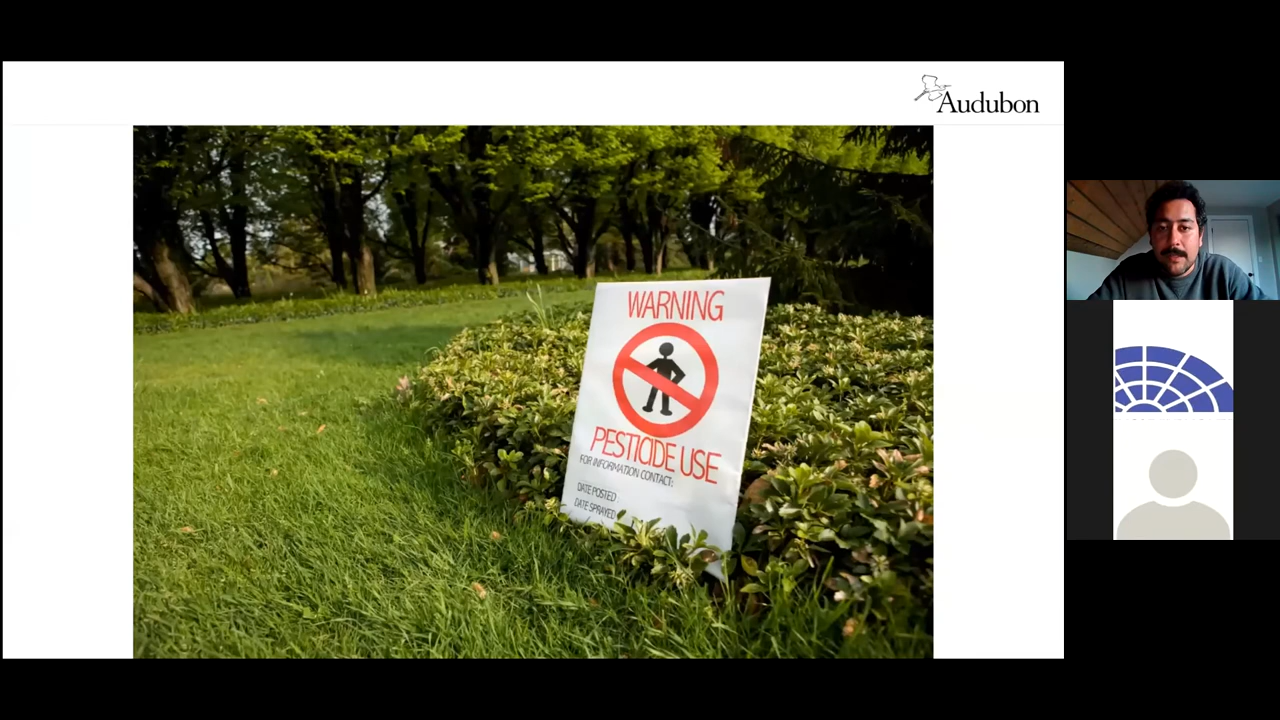 Audubon
WARNING
PESTICIDE USE
FOR INFORMATION CONTACT:
DATE POSTED
DATE SPRAYED